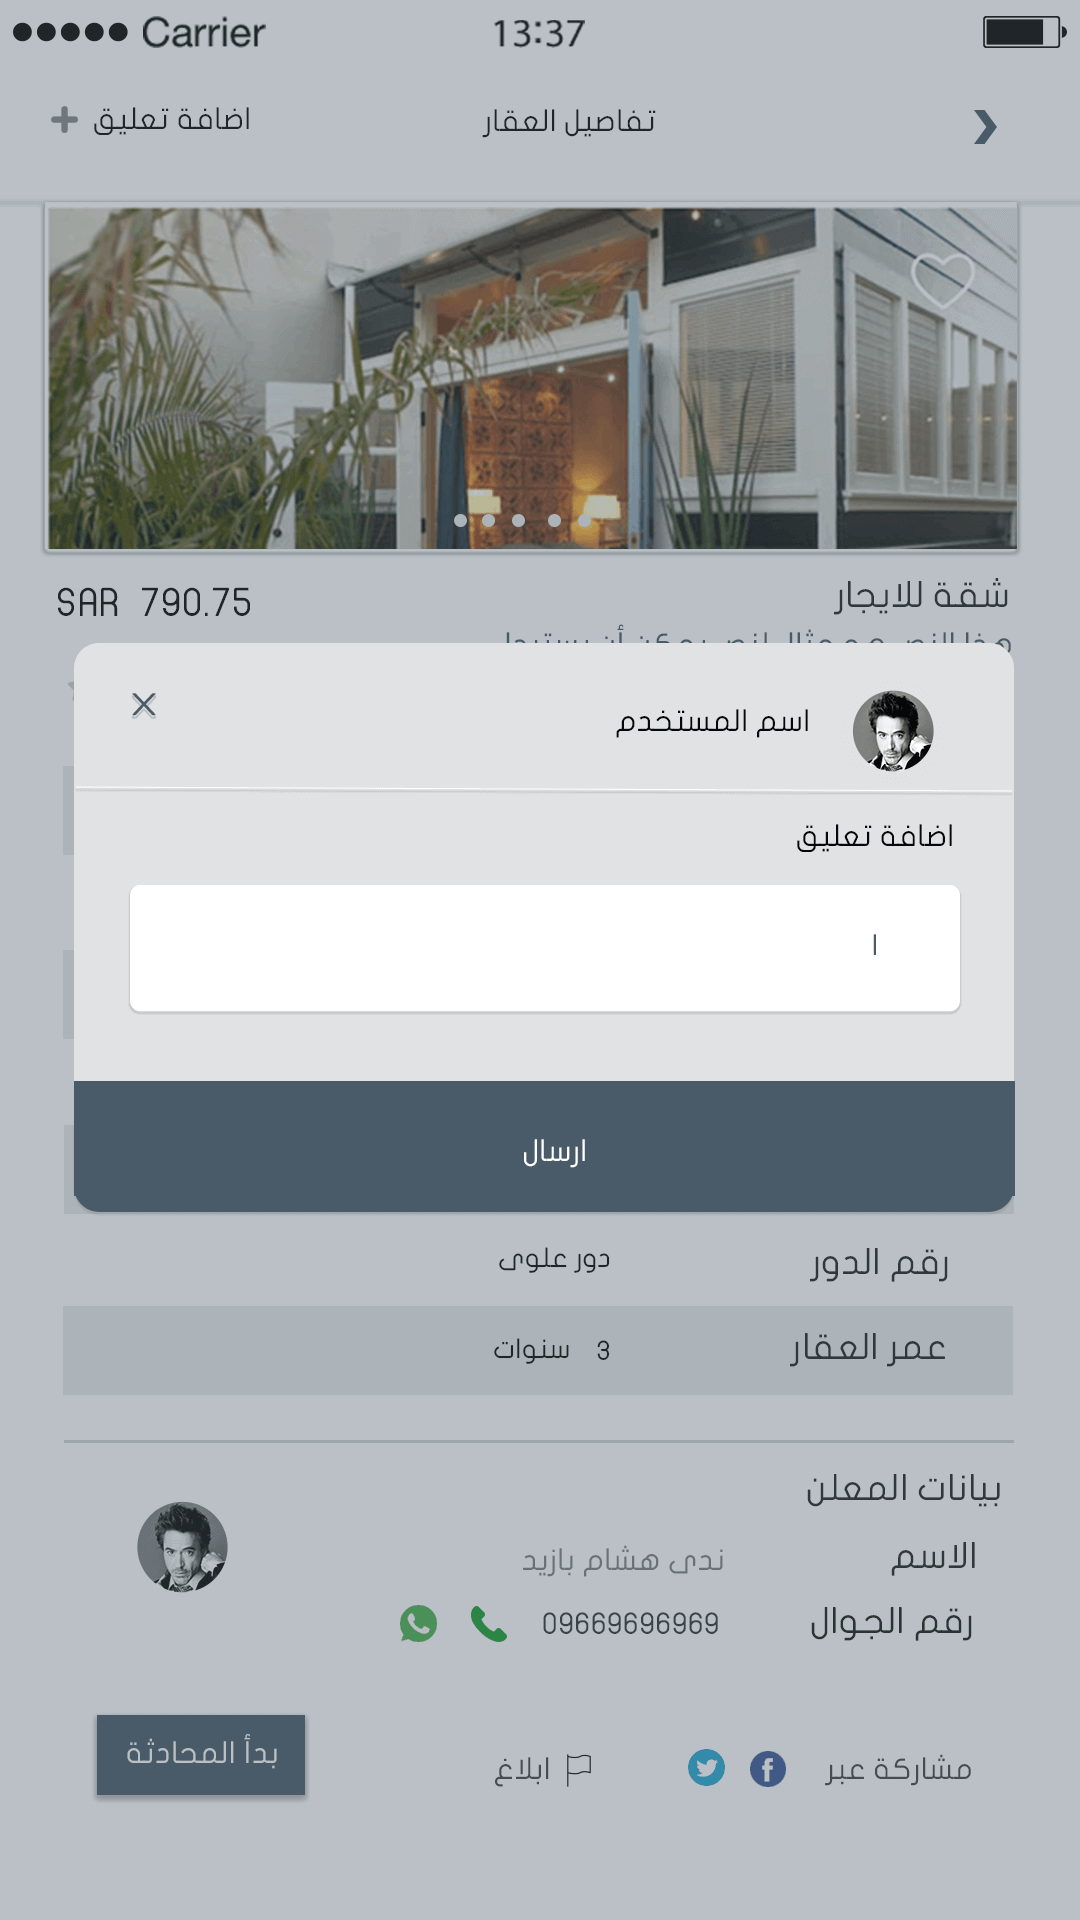 Carrier 13:37
تفاصيل العقار
اضافة تعليق
شقة للايجار
SAR 790.75
اسم المستخدم
اضافة تعليق
ارسال
رقم الدور دور علوى
عمر العقار 3 سنوات
بيانات المعلن
الاسم ندى هشام بازيد
رقم الجوال 09669696969
مشاركة عبر
ابلاغ
بدأ المحادثة